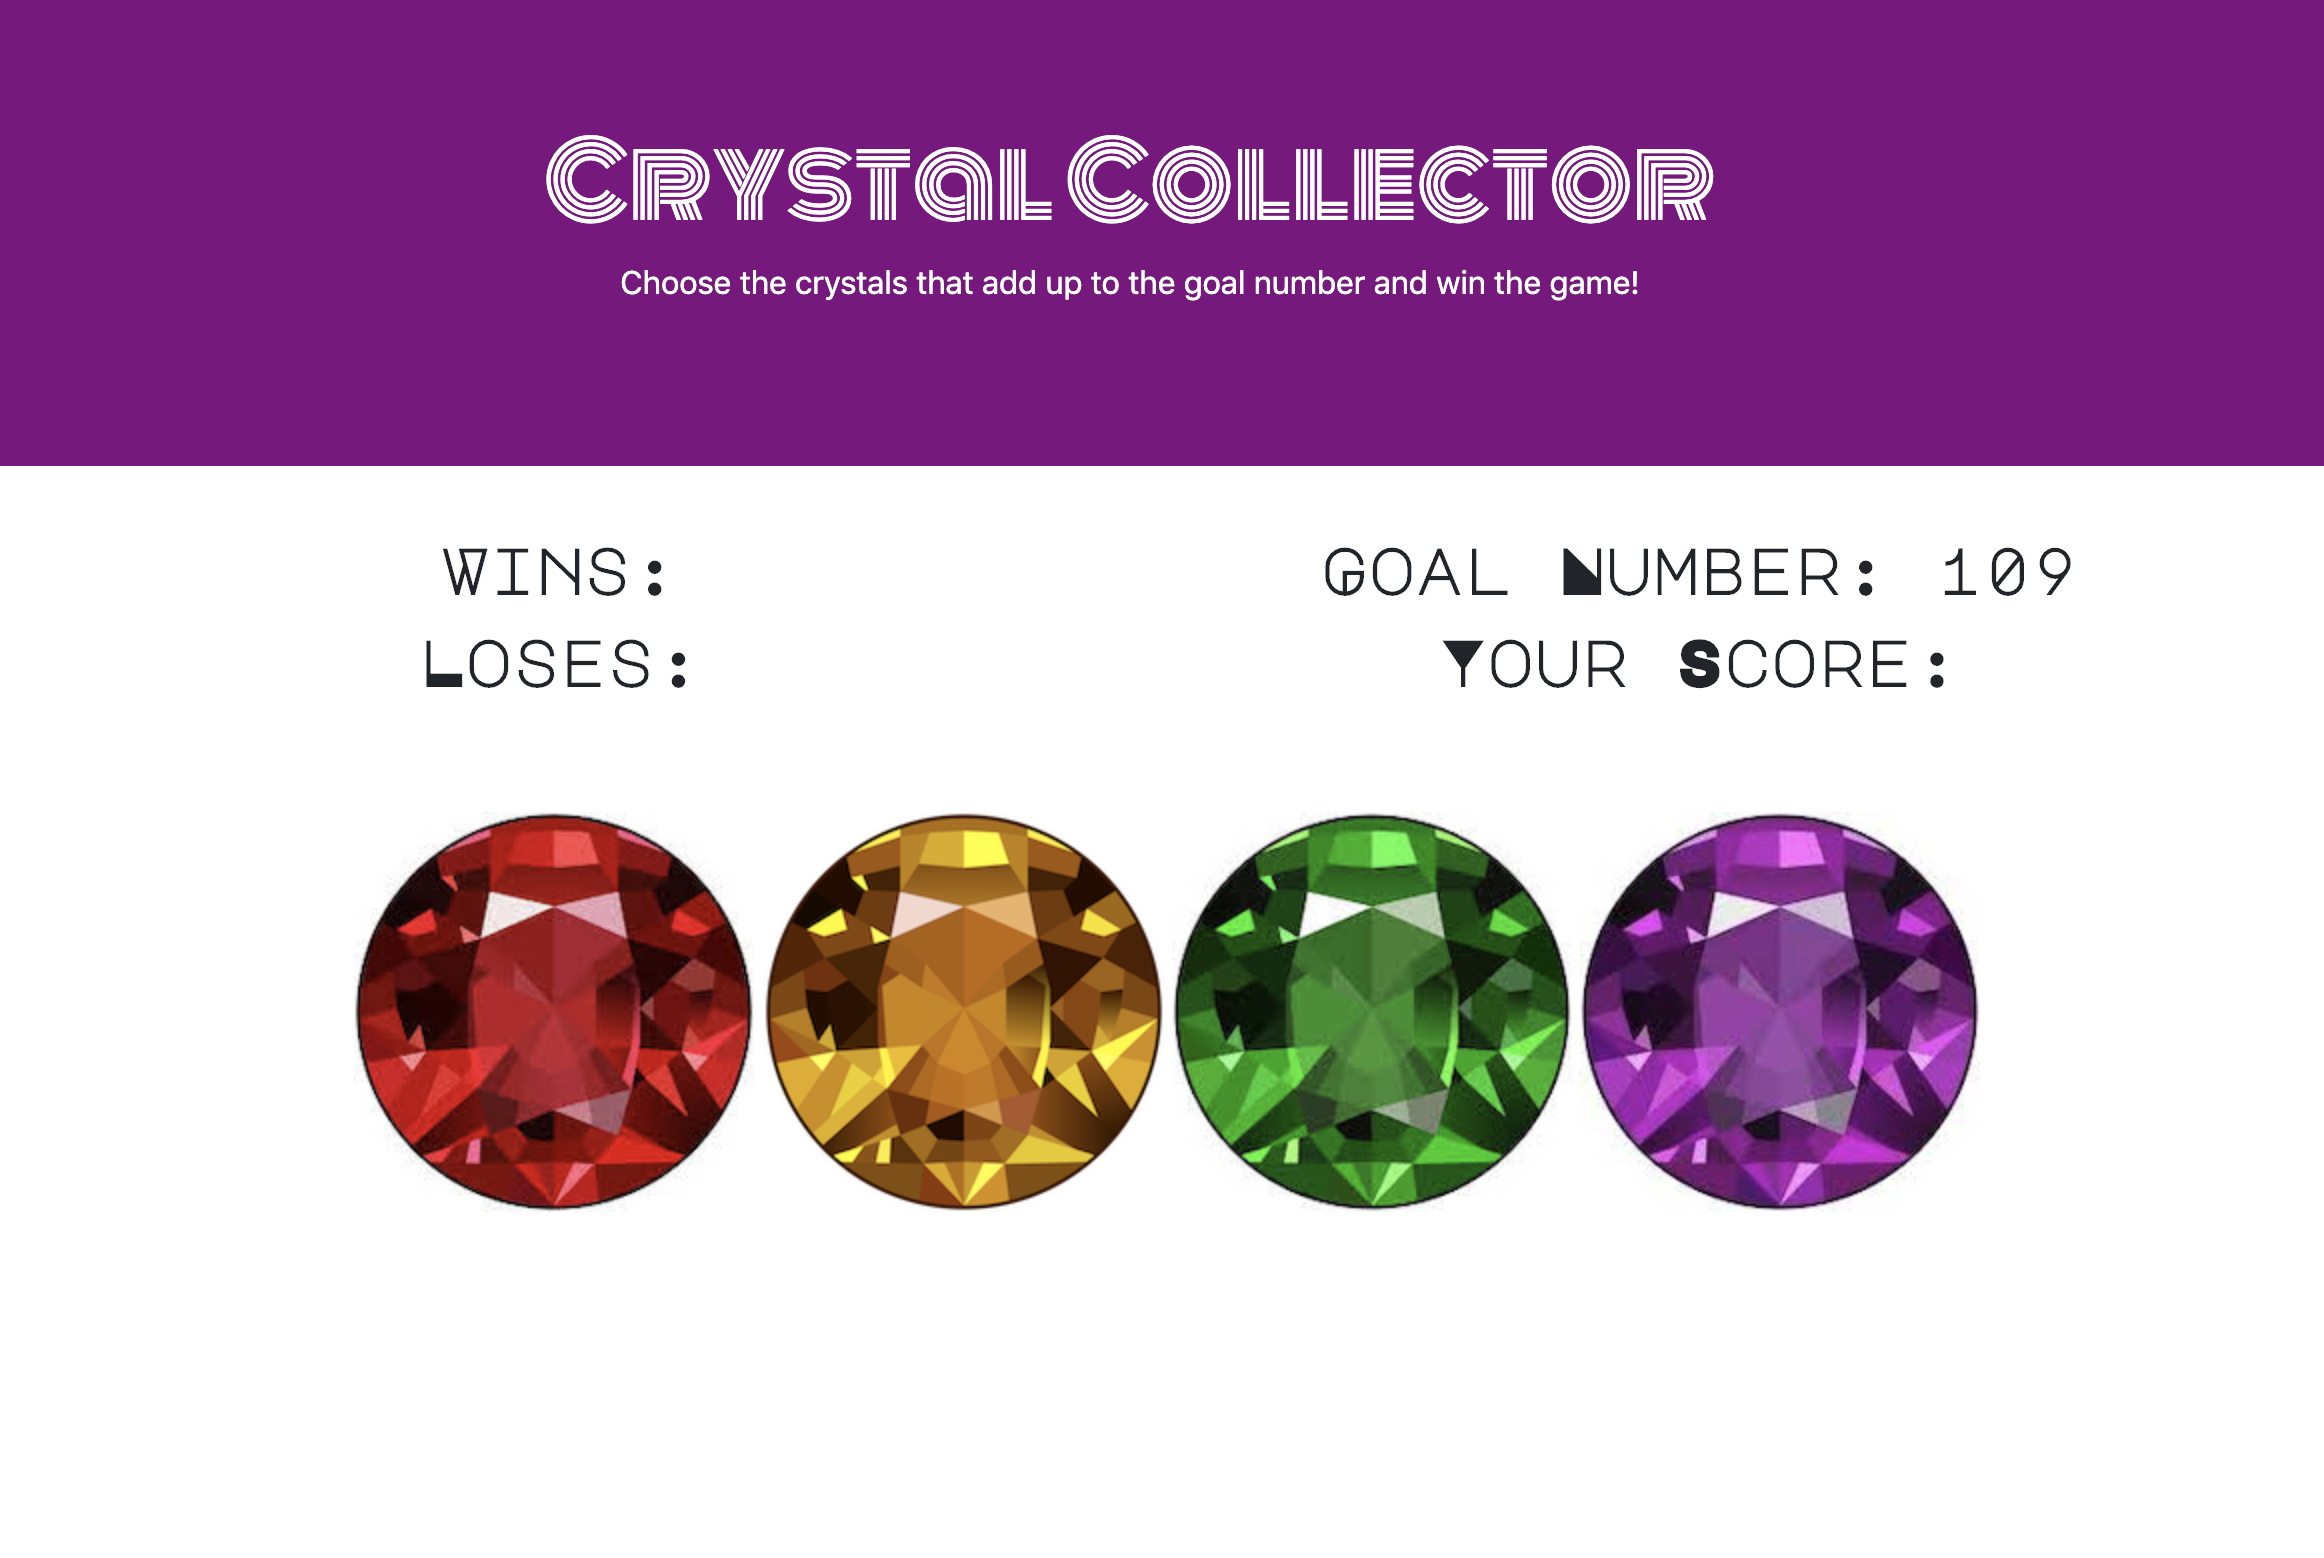 Crystal Collector
Choose the crystals that add up to the goal number and win the game!
Wins:
Loses:
Goal Number: 109
Your Score: